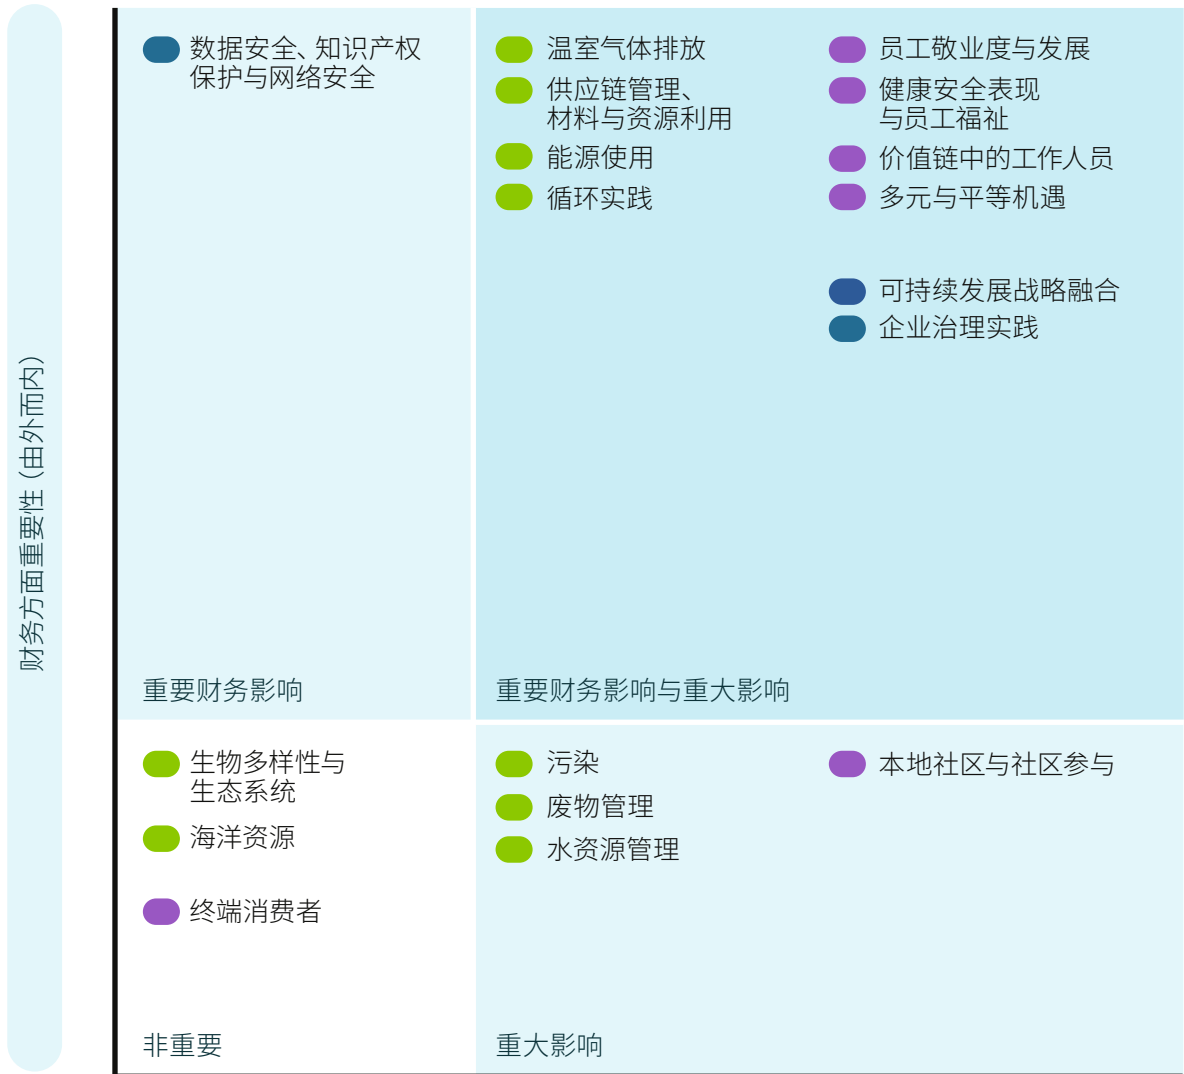 财务方面重要性（由外而内）
数据安全、知识产权
保护与网络安全
重要财务影响
温室气体排放
供应链管理、
材料与资源利用
能源使用
循环实践
员工敬业度与发展
健康安全表现
与员工福祉
价值链中的工作人员
多元与平等机遇
可持续发展战略融合
企业治理实践
重要财务影响与重大影响
生物多样性与
生态系统
海洋资源
终端消费者
非重要
污染
废物管理
水资源管理
本地社区与社区参与
重大影响